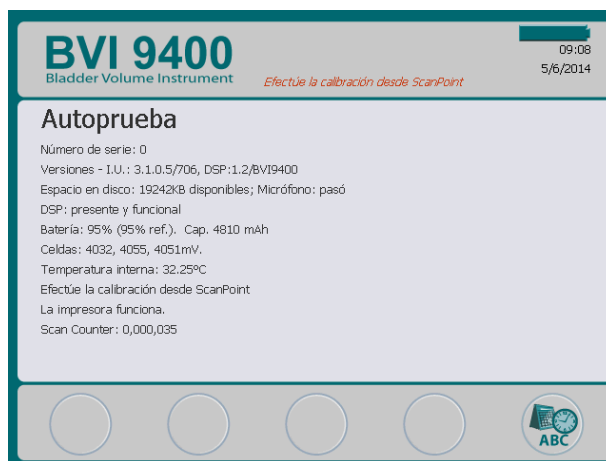 BVI 9400
Bladder Volume Instrument
Efectúe la calibración desde ScanPoint
09:08
5/6/2014
Autoprueba
Número de serie: 0
Versiones - I.U.: 3.1.0.5/706, DSP:1.2/BVI9400
Espacio en disco: 19242KB disponibles; Micrófono: pasó
DSP: presente y funcional
Batería: 95% (95% ref.). Cap. 4810 mAh
Celdas: 4032, 4055, 4051mV.
Temperatura interna: 32.25ºC
Efectúe la calibración desde ScanPoint
La impresora funciona.
Scan Counter: 0,000,035
ABC